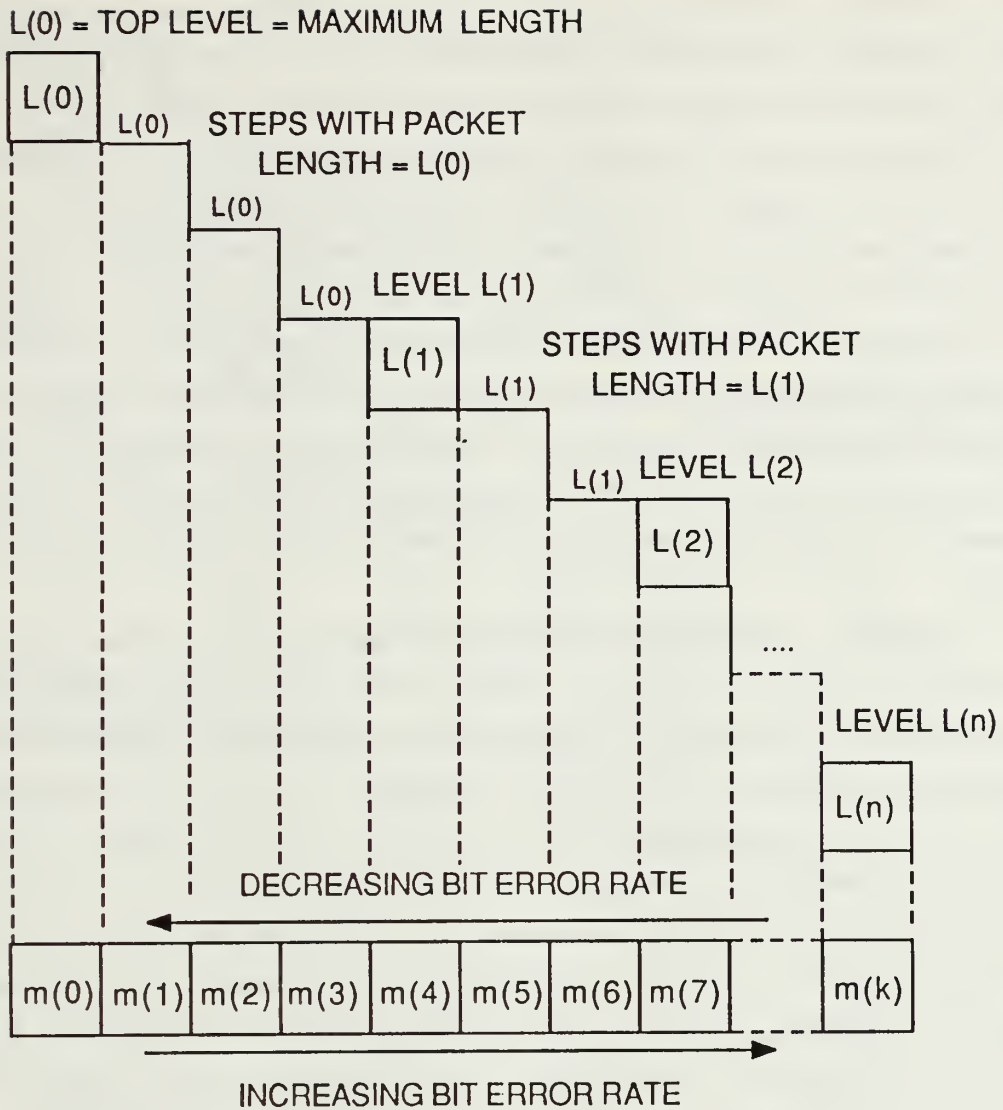 L(0) = TOP LEVEL = MAXIMUM LENGTH
L(0)
L(0)
STEPS WITH PACKET
LENGTH = L(0)
L(0)
L(0)
LEVEL L(1)
L(1)
STEPS WITH PACKET
LENGTH = L(1)
L(1)
L(1)
LEVEL L(2)
L(2)
....
LEVEL L(n)
L(n)
DECREASING BIT ERROR RATE
m(0) m(1) m(2) m(3) m(4) m(5) m(6) m(7) m(k)
INCREASING BIT ERROR RATE